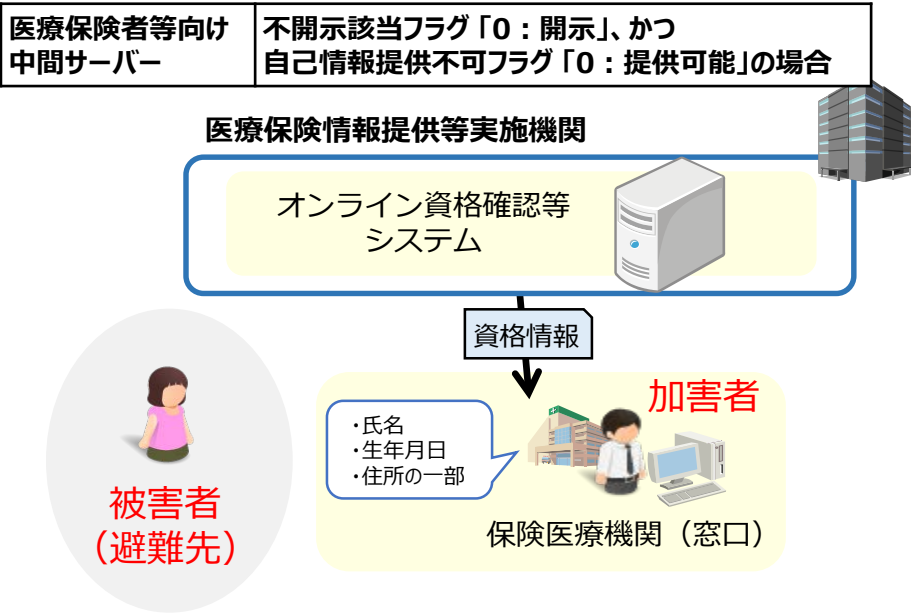 医療保険者等向け
中間サーバー
不開示該当フラグ「0：開示」、かつ
自己情報提供不可フラグ「0：提供可能」の場合
医療保険情報提供等実施機関
オンライン資格確認等
システム
資格情報
加害者
・氏名
・生年月日
・住所の一部
被害者
（避難先）
保険医療機関（窓口）